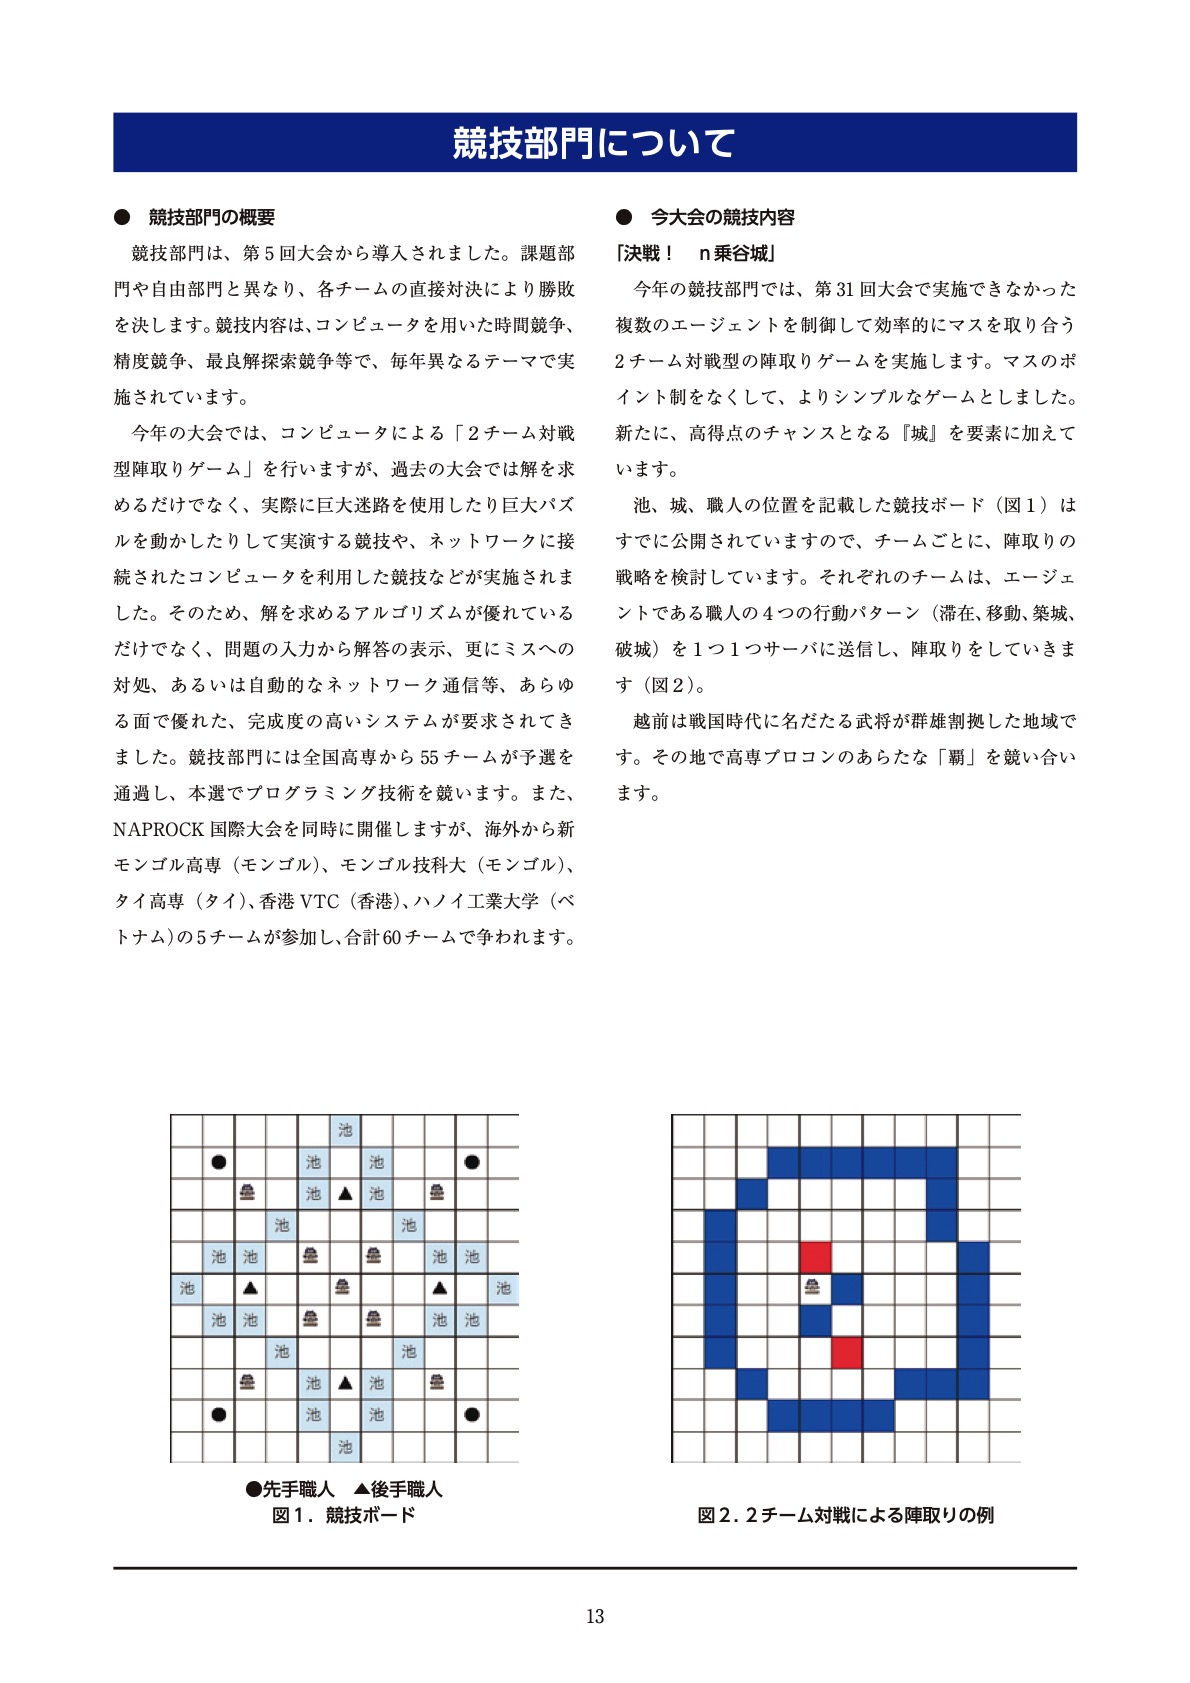 競技部門について
●　競技部門の概要
　競技部門は、第５回大会から導入されました。課題部
門や自由部門と異なり、各チームの直接対決により勝敗
を決します。競技内容は、コンピュータを用いた時間競争、
精度競争、最良解探索競争等で、毎年異なるテーマで実
施されています。
　今年の大会では、コンピュータによる「２チーム対戦
型陣取りゲーム」を行いますが、過去の大会では解を求
めるだけでなく、実際に巨大迷路を使用したり巨大パズ
ルを動かしたりして実演する競技や、ネットワークに接
続されたコンピュータを利用した競技などが実施されま
した。そのため、解を求めるアルゴリズムが優れている
だけでなく、問題の入力から解答の表示、更にミスへの
対処、あるいは自動的なネットワーク通信等、あらゆ
る面で優れた、完成度の高いシステムが要求されてき
ました。競技部門には全国高専から 55 チームが予選を
通過し、本選でプログラミング技術を競います。また、
NAPROCK 国際大会を同時に開催しますが、海外から新
モンゴル高専（モンゴル）、モンゴル技科大（モンゴル）、
タイ高専（タイ）、香港 VTC（香港）、ハノイ工業大学（ベ
トナム）の５チームが参加し、合計 60 チームで争われます。
●　今大会の競技内容
「決戦！　ｎ乗谷城」
　今年の競技部門では、第 31 回大会で実施できなかった
複数のエージェントを制御して効率的にマスを取り合う
２チーム対戦型の陣取りゲームを実施します。マスのポ
イント制をなくして、よりシンプルなゲームとしました。
新たに、高得点のチャンスとなる『城』を要素に加えて
います。
　池、城、職人の位置を記載した競技ボード（図１）は
すでに公開されていますので、チームごとに、陣取りの
戦略を検討しています。それぞれのチームは、エージェ
ントである職人の４つの行動パターン（滞在、移動、築城、
破城）を１つ１つサーバに送信し、陣取りをしていきま
す（図２）。
　越前は戦国時代に名だたる武将が群雄割拠した地域で
す。その地で高専プロコンのあらたな「覇」を競い合い
ます。
池
池 池
池 池
池 池
池 池 池 池
池 池
池 池 池 池
池 池
池 池
池 池
池
●先手職人　▲後手職人
図１．競技ボード
図２．２チーム対戦による陣取りの例
13